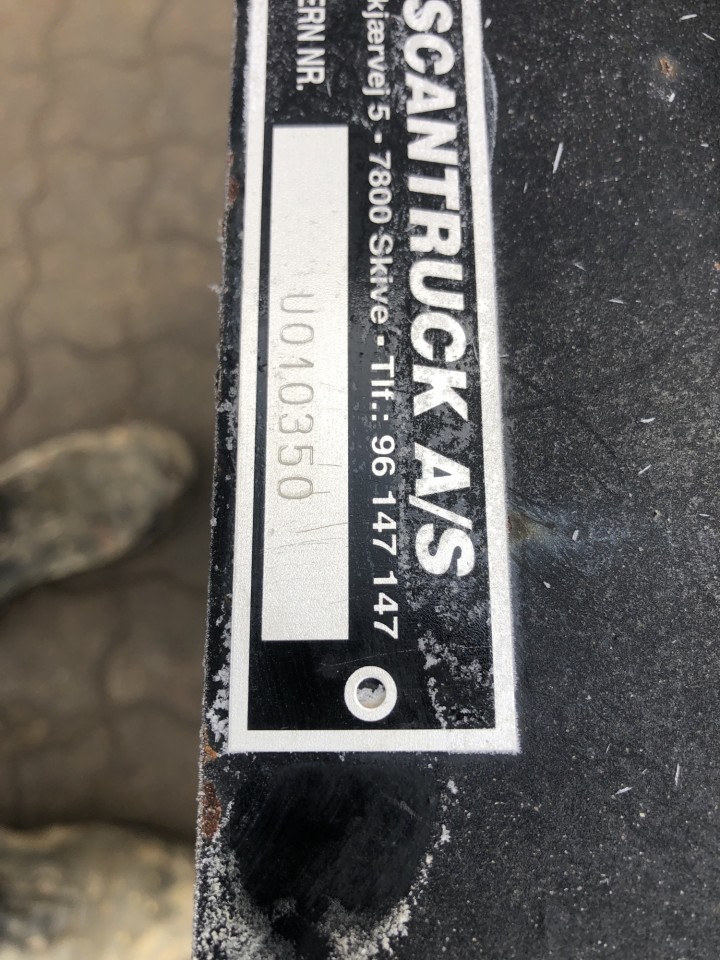 SCANTRUCK A/S
kjærvej 5 - 7800 Skive - Tlf.: 96 147 147
ERN NR.
U010350